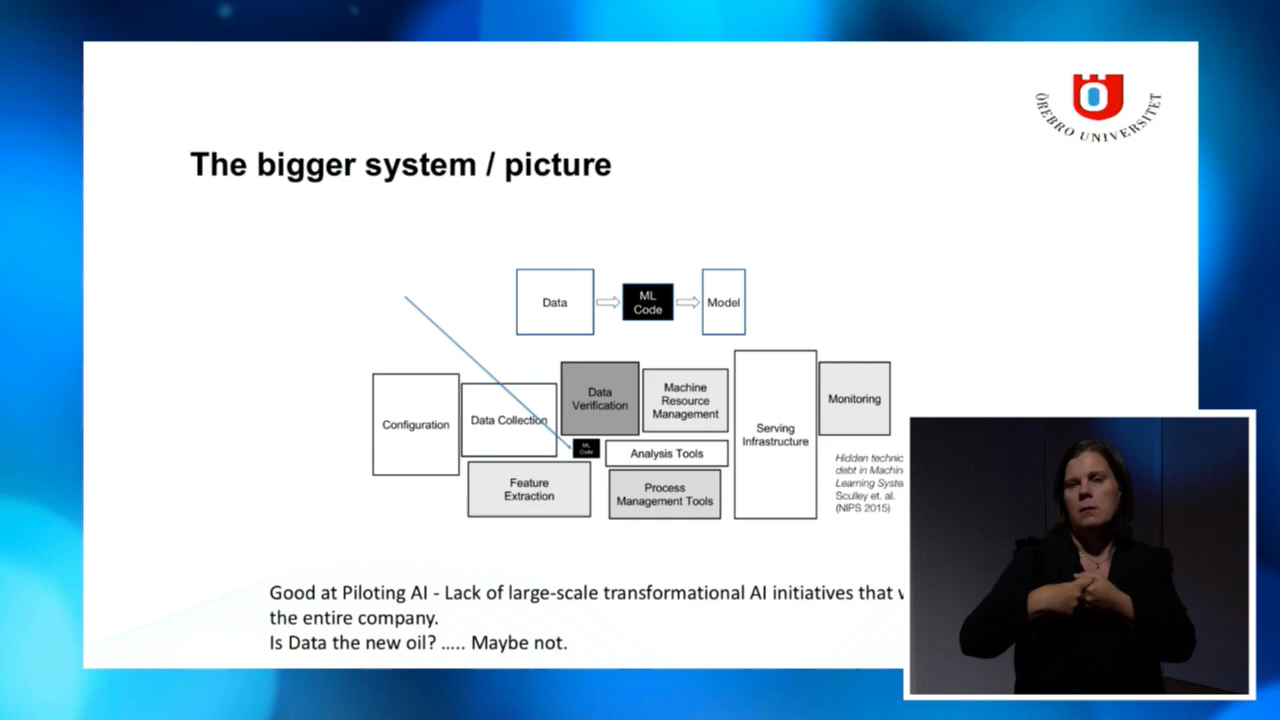 ÖREBRO UNIVERSITET
The bigger system / picture
Data
ML
Code
Model
Configuration
Data Collection
Data
Verification
Machine
Resource
Management
Serving
Infrastructure
Monitoring
ML
Code
Analysis Tools
Feature
Extraction
Process
Management Tools
Hidden technic
debt in Machin
Learning Syste
Sculley et. al.
(NIPS 2015)
Good at Piloting AI - Lack of large-scale transformational AI initiatives that
the entire company.
Is Data the new oil? ..... Maybe not.